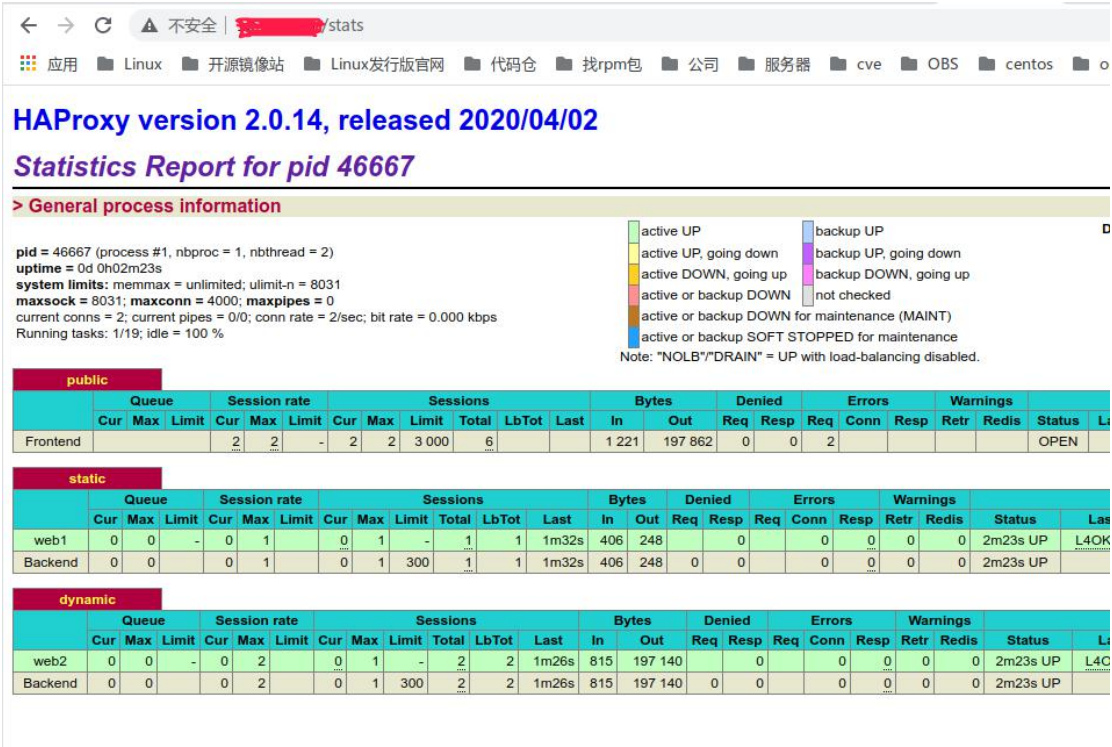 不安全 | /stats
应用 Linux 开源镜像站 Linux发行版官网 代码仓 找rpm包 公司 服务器 cve OBS centos o
HAProxy version 2.0.14, released 2020/04/02
Statistics Report for pid 46667
> General process information
pid = 46667 (process #1, nbproc = 1, nbthread = 2)
uptime = 0d 0h02m23s
system limits: memmax = unlimited; ulimit-n = 8031
maxsock = 8031; maxconn = 4000; maxpipes = 0
current conns = 2; current pipes = 0/0; conn rate = 2/sec; bit rate = 0.000 kbps
Running tasks: 1/19; idle = 100 %
active UP backup UP
active UP, going down backup UP, going down
active DOWN, going up backup DOWN, going up
active or backup DOWN not checked
active or backup DOWN for maintenance (MAINT)
active or backup SOFT STOPPED for maintenance
Note: "NOLB"/"DRAIN" = UP with load-balancing disabled.
D
public
Queue Session rate Sessions Bytes Denied Errors Warnings
Cur Max Limit Cur Max Limit Cur Max Limit Total LbTot Last In Out Req Resp Req Conn Resp Retr Redis Status La
Frontend 2 2 - 2 2 3 000 6 1 221 197 862 0 0 2 OPEN
static
Queue Session rate Sessions Bytes Denied Errors Warnings
Cur Max Limit Cur Max Limit Cur Max Limit Total LbTot Last In Out Req Resp Req Conn Resp Retr Redis Status Las
web1 0 0 - 0 1 0 1 - 1 1 1m32s 406 248 0 0 0 0 0 2m23s UP L4OK
Backend 0 0 0 1 0 1 300 1 1 1m32s 406 248 0 0 0 0 0 0 2m23s UP
dynamic
Queue Session rate Sessions Bytes Denied Errors Warnings
Cur Max Limit Cur Max Limit Cur Max Limit Total LbTot Last In Out Req Resp Req Conn Resp Retr Redis Status La
web2 0 0 - 0 2 0 1 - 2 2 1m26s 815 197 140 0 0 0 0 0 2m23s UP L4O
Backend 0 0 0 2 0 1 300 2 2 1m26s 815 197 140 0 0 0 0 0 0 2m23s UP